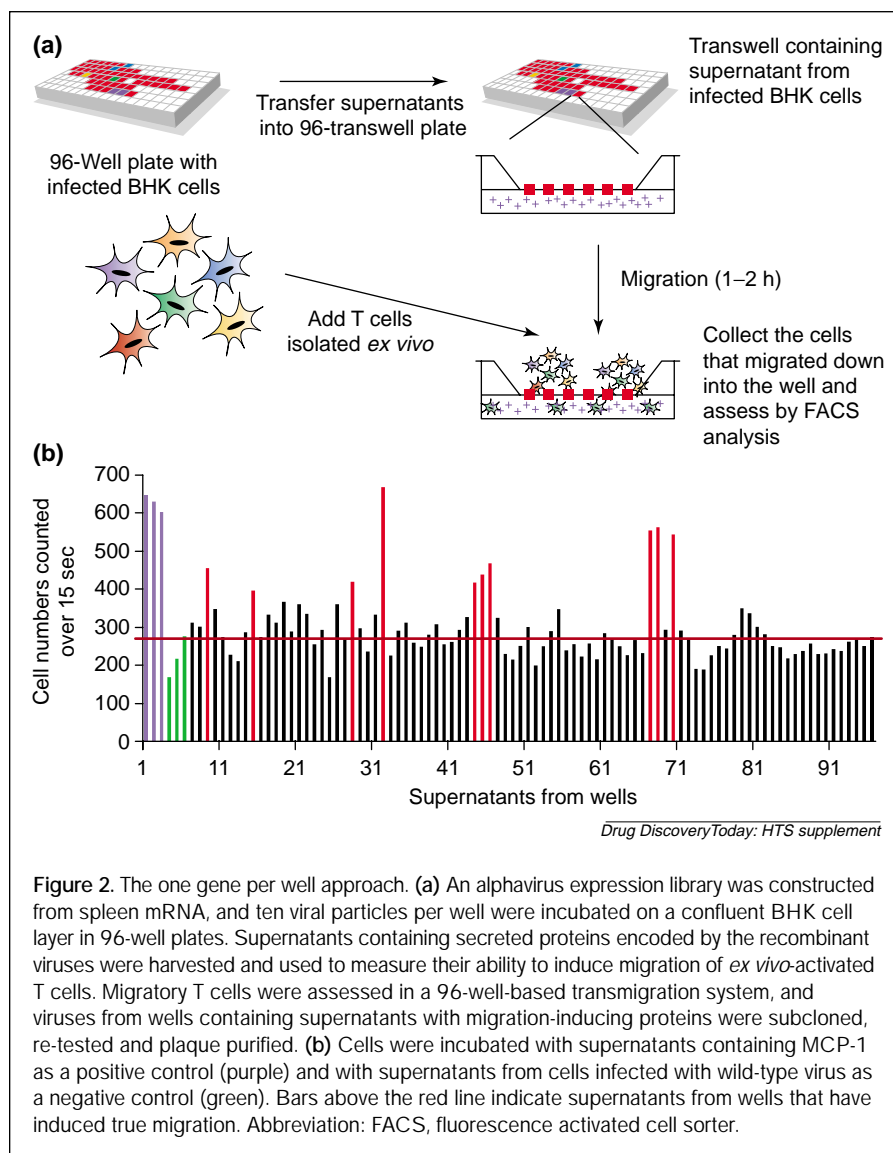 (a)
Transfer supernatants
into 96-transwell plate
Transwell containing
supernatant from
infected BHK cells
96-Well plate with
infected BHK cells
Add T cells
isolated ex vivo
Migration (1–2 h)
Collect the cells
that migrated down
into the well and
assess by FACS
analysis
(b)
Cell numbers counted
over 15 sec
700
600
500
400
300
200
100
0
1 11 21 31 41 51 61 71 81 91
Supernatants from wells
Drug DiscoveryToday: HTS supplement
Figure 2. The one gene per well approach. (a) An alphavirus expression library was constructed
from spleen mRNA, and ten viral particles per well were incubated on a confluent BHK cell
layer in 96-well plates. Supernatants containing secreted proteins encoded by the recombinant
viruses were harvested and used to measure their ability to induce migration of ex vivo-activated
T cells. Migratory T cells were assessed in a 96-well-based transmigration system, and
viruses from wells containing supernatants with migration-inducing proteins were subcloned,
re-tested and plaque purified. (b) Cells were incubated with supernatants containing MCP-1
as a positive control (purple) and with supernatants from cells infected with wild-type virus as
a negative control (green). Bars above the red line indicate supernatants from wells that have
induced true migration. Abbreviation: FACS, fluorescence activated cell sorter.